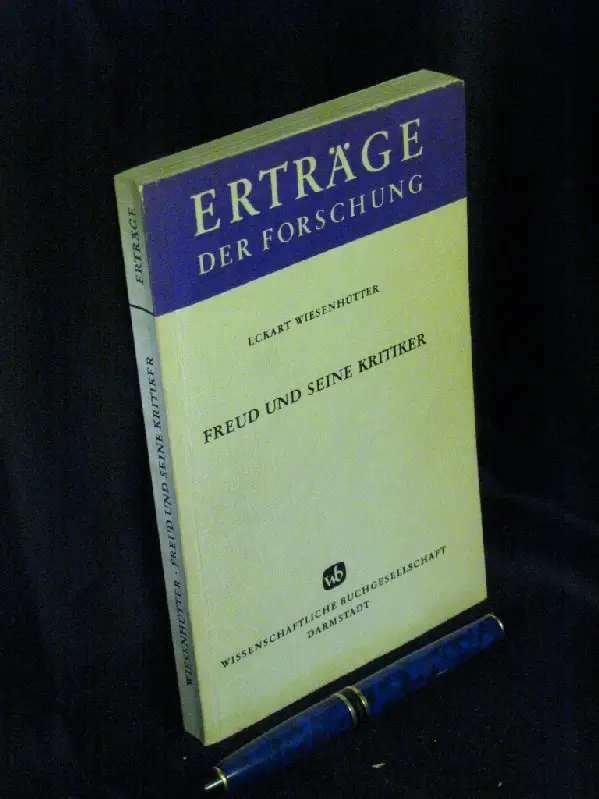 ERTRÄGE
DER FORSCHUNG
ECKART WIESENHÜTTER
FREUD UND SEINE KRITIKER
wb
WISSENSCHAFTLICHE BUCHGESELLSCHAFT
DARMSTADT
WIESENHÜTTER · FREUD UND SEINE KRITIKER
ERTRÄGE